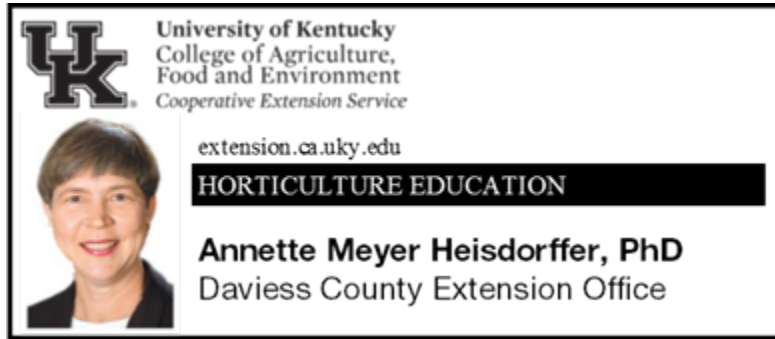 UK
University of Kentucky
College of Agriculture,
Food and Environment
Cooperative Extension Service
extension.ca.uky.edu
HORTICULTURE EDUCATION
Annette Meyer Heisdorffer, PhD
Daviess County Extension Office